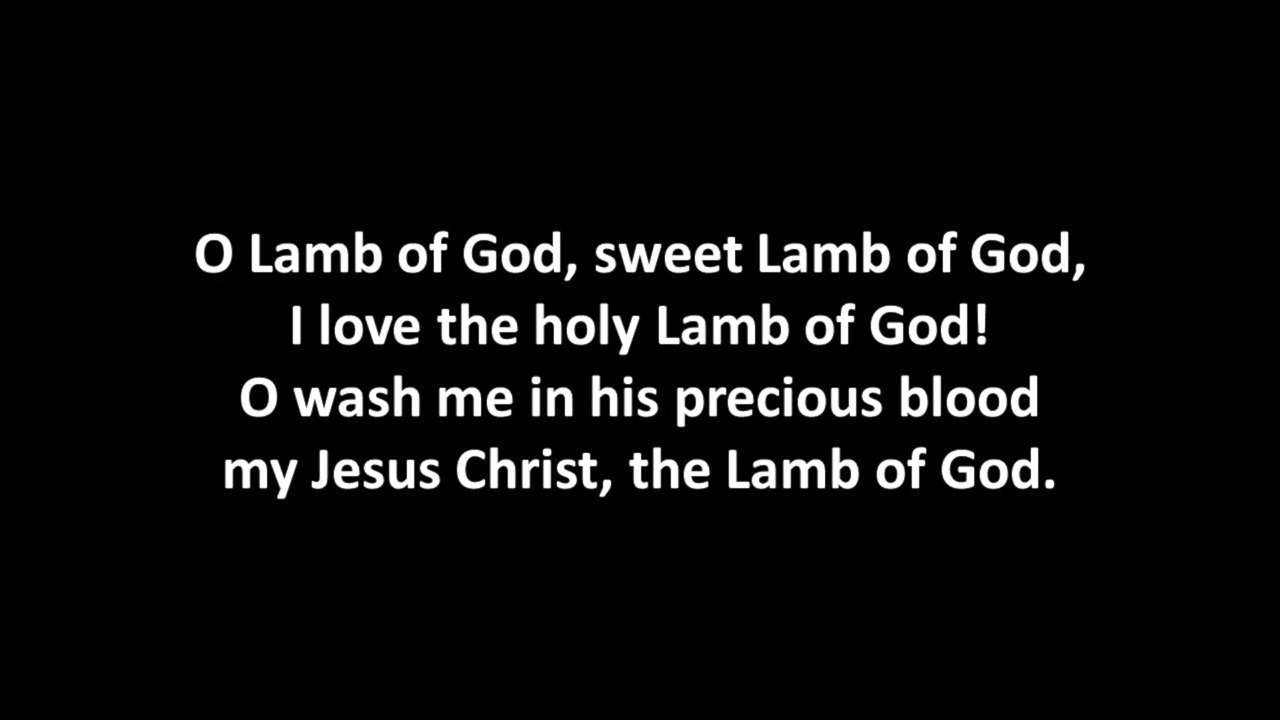 O Lamb of God, sweet Lamb of God,
I love the holy Lamb of God!
O wash me in his precious blood
my Jesus Christ, the Lamb of God.